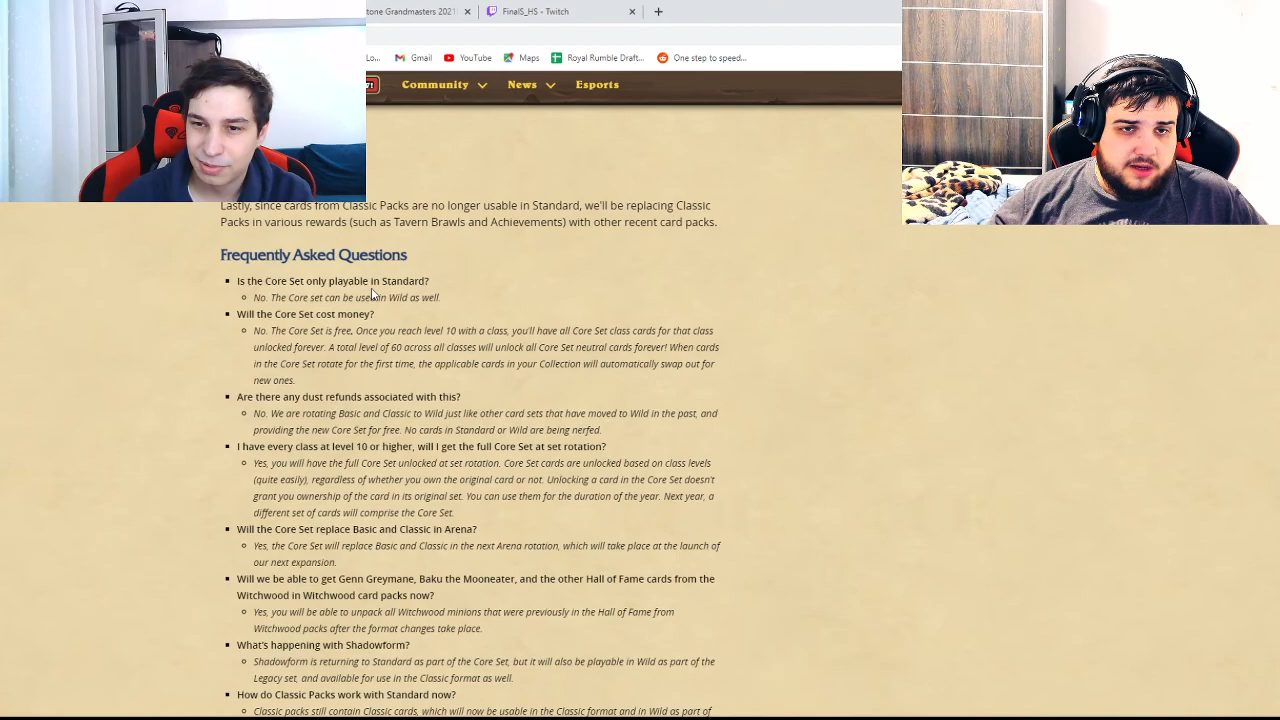 tone Grandmasters 2021
FinalS_HS - Twitch
Lo...
Gmail
YouTube
Maps
Royal Rumble Draft...
One step to speed...
Community
News
Esports
Lastly, since cards from Classic Packs are no longer usable in Standard, we'll be replacing Classic
Packs in various rewards (such as Tavern Brawls and Achievements) with other recent card packs.
Frequently Asked Questions
Is the Core Set only playable in Standard?
No. The Core set can be used in Wild as well.
Will the Core Set cost money?
No. The Core Set is free. Once you reach level 10 with a class, you'll have all Core Set class cards for that class
unlocked forever. A total level of 60 across all classes will unlock all Core Set neutral cards forever! When cards
in the Core Set rotate for the first time, the applicable cards in your Collection will automatically swap out for
new ones.
Are there any dust refunds associated with this?
No. We are rotating Basic and Classic to Wild just like other card sets that have moved to Wild in the past, and
providing the new Core Set for free. No cards in Standard or Wild are being nerfed.
I have every class at level 10 or higher, will I get the full Core Set at set rotation?
Yes, you will have the full Core Set unlocked at set rotation. Core Set cards are unlocked based on class levels
(quite easily), regardless of whether you own the original card or not. Unlocking a card in the Core Set doesn't
grant you ownership of the card in its original set. You can use them for the duration of the year. Next year, a
different set of cards will comprise the Core Set.
Will the Core Set replace Basic and Classic in Arena?
Yes, the Core Set will replace Basic and Classic in the next Arena rotation, which will take place at the launch of
our next expansion.
Will we be able to get Genn Greymane, Baku the Mooneater, and the other Hall of Fame cards from the
Witchwood in Witchwood card packs now?
Yes, you will be able to unpack all Witchwood minions that were previously in the Hall of Fame from
Witchwood packs after the format changes take place.
What's happening with Shadowform?
Shadowform is returning to Standard as part of the Core Set, but it will also be playable in Wild as part of the
Legacy set, and available for use in the Classic format as well.
How do Classic Packs work with Standard now?
Classic packs still contain Classic cards, which will now be usable in the Classic format and in Wild as part of